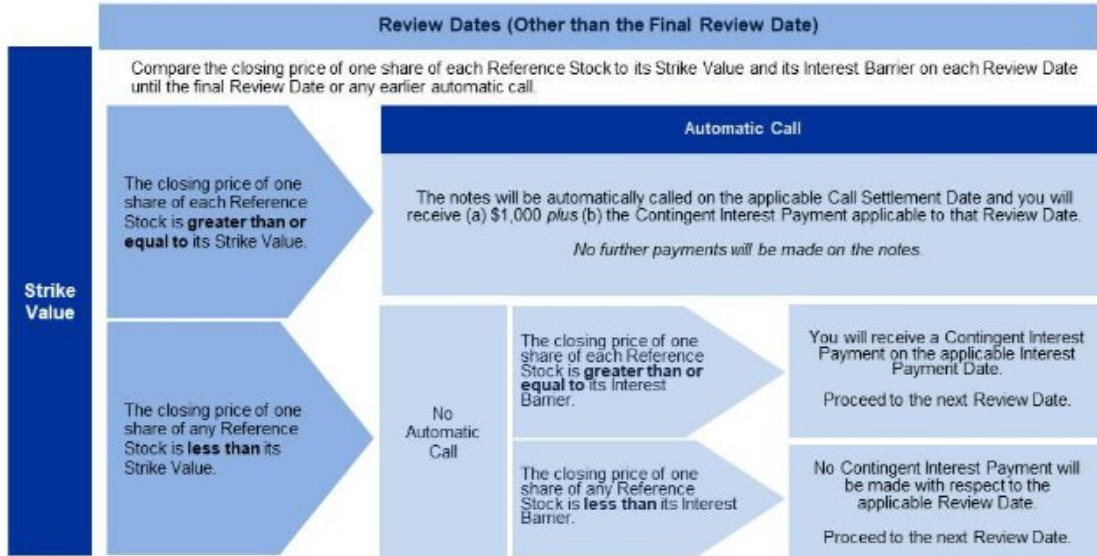 Review Dates (Other than the Final Review Date)
Compare the closing price of one share of each Reference Stock to its Strike Value and its Interest Barrier on each Review Date
until the final Review Date or any earlier automatic call.
Strike
Value
The closing price of one
share of each Reference
Stock is greater than or
equal to its Strike Value.
Automatic Call
The notes will be automatically called on the applicable Call Settlement Date and you will
receive (a) $1,000 plus (b) the Contingent Interest Payment applicable to that Review Date.
No further payments will be made on the notes.
The closing price of one
share of any Reference
Stock is less than its
Strike Value.
No
Automatic
Call
The closing price of one
share of each Reference
Stock is greater than or
equal to its Interest
Barrier.
You will receive a Contingent Interest
Payment on the applicable Interest
Payment Date.
Proceed to the next Review Date.
The closing price of one
share of any Reference
Stock is less than its Interest
Barrier.
No Contingent Interest Payment will
be made with respect to the
applicable Review Date.
Proceed to the next Review Date.